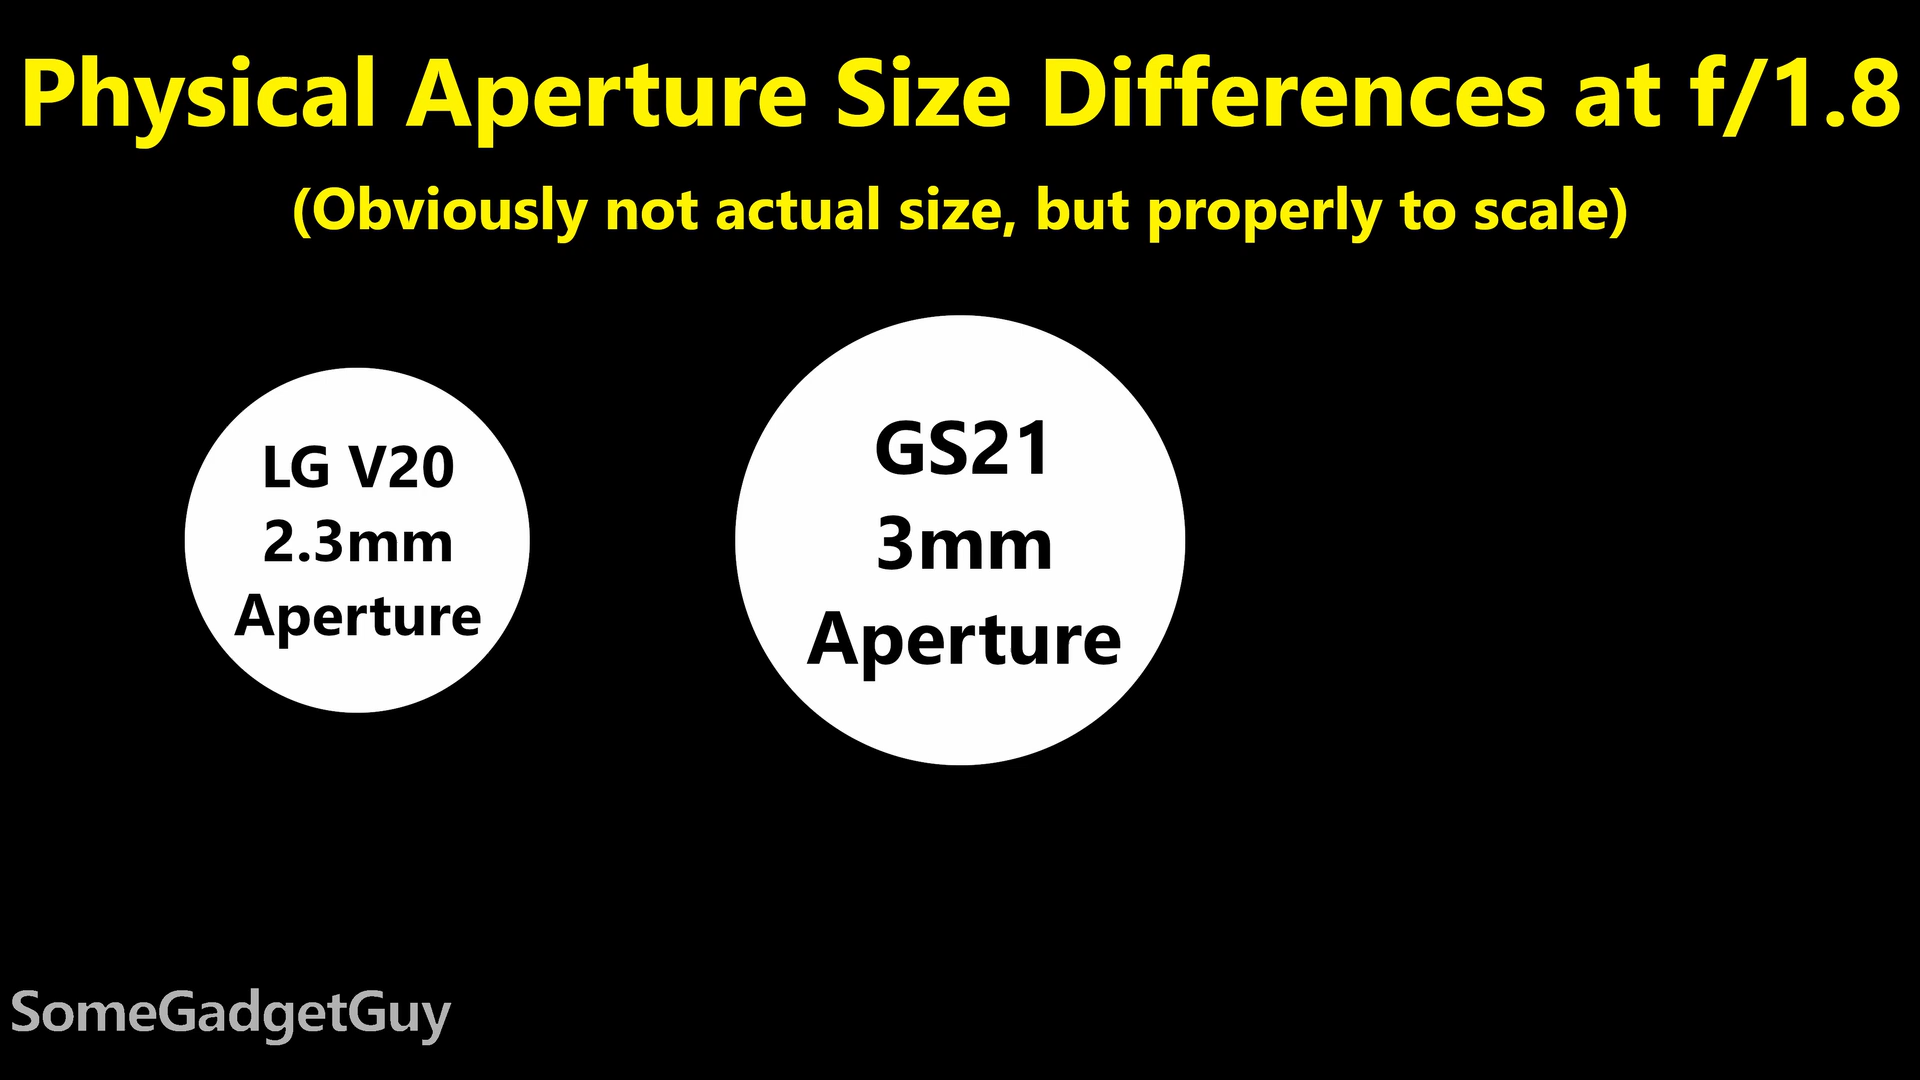 Physical Aperture Size Differences at f/1.8
(Obviously not actual size, but properly to scale)
LG V20
2.3mm
Aperture
GS21
3mm
Aperture
SomeGadgetGuy